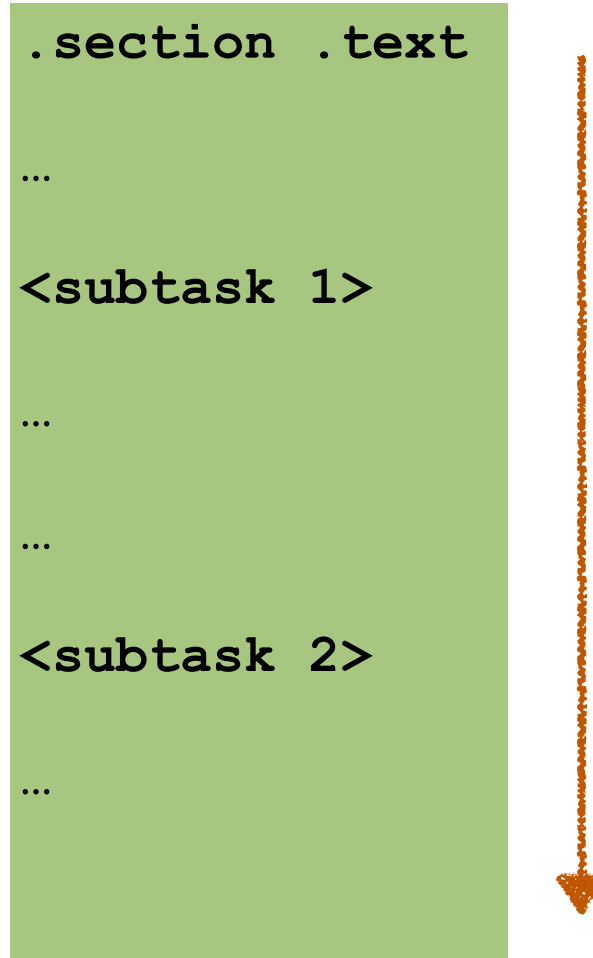 .section .text
…
<subtask 1>
…
…
<subtask 2>
…